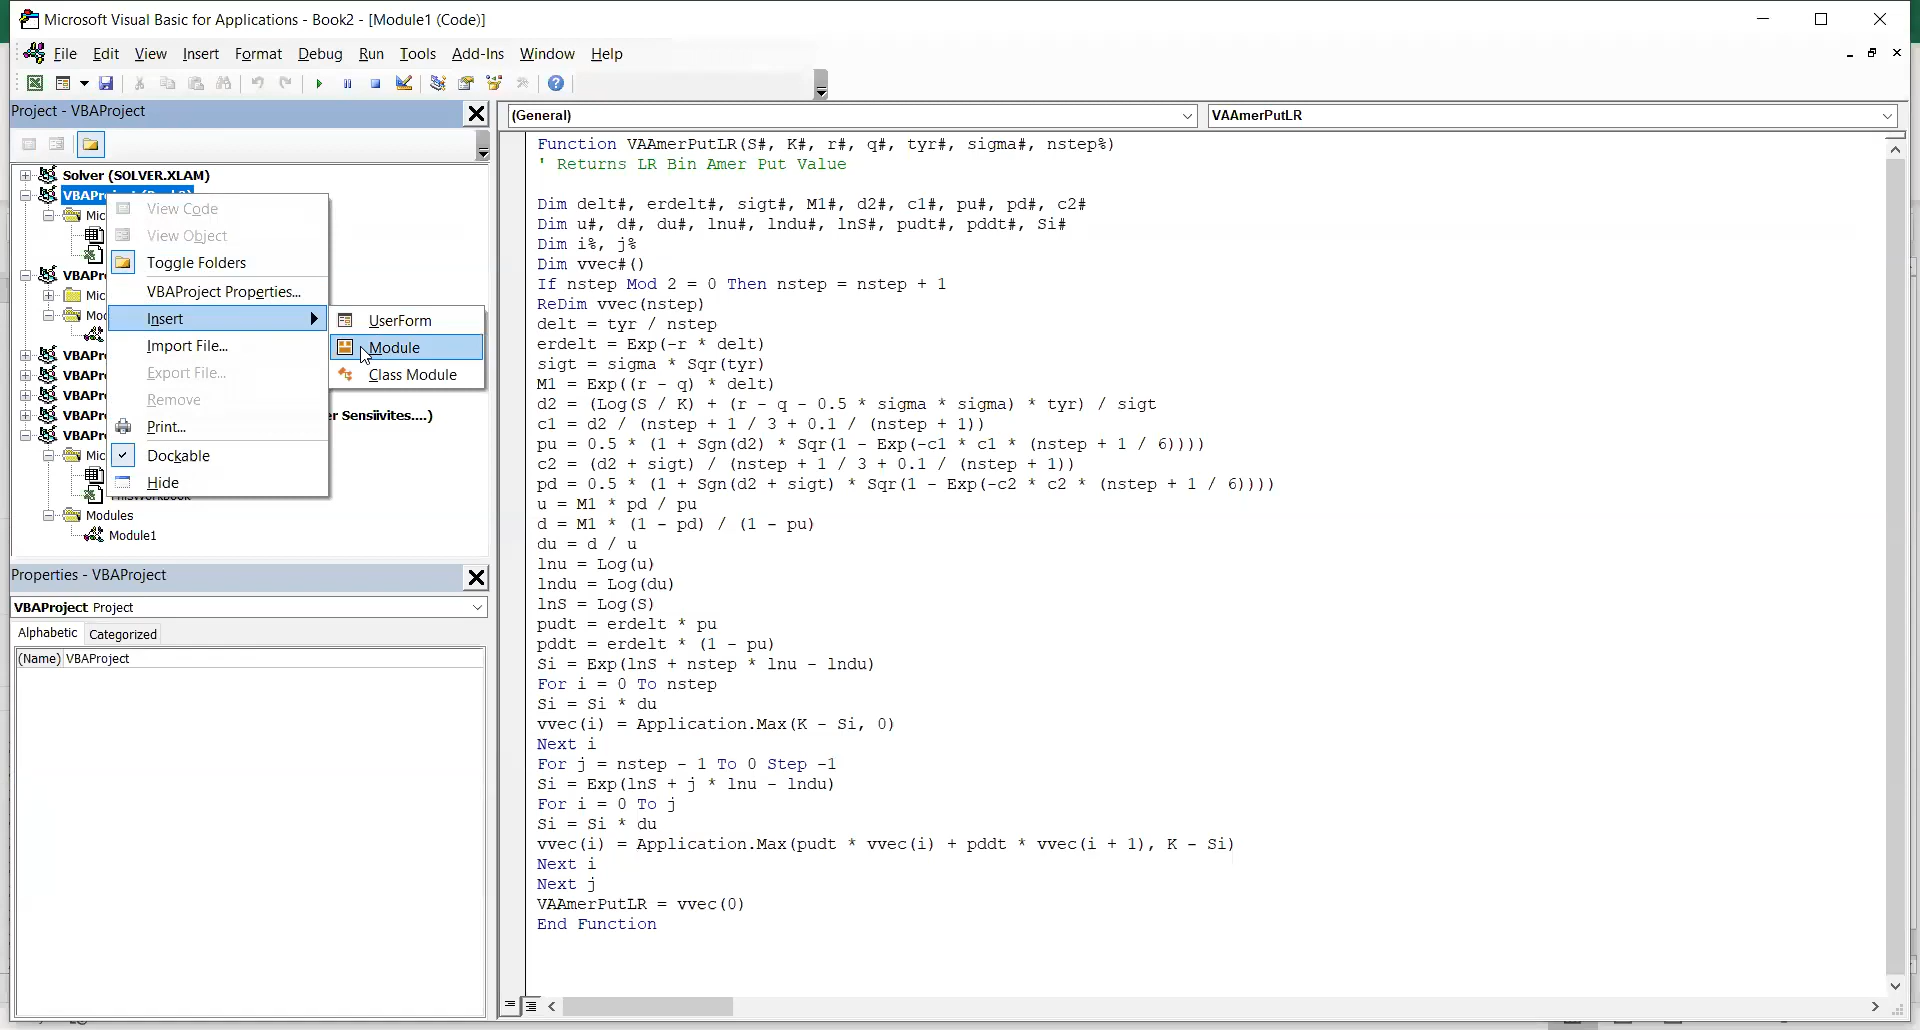 Microsoft Visual Basic for Applications - Book2 - [Module1 (Code)]
File Edit View Insert Format Debug Run Tools Add-Ins Window Help
Project - VBAProject
(General) VAAmerPutLR
Solver (SOLVER.XLAM)
View Code
View Object
Toggle Folders
VBAProject Properties...
Insert
Import File...
Export File...
Remove
Print...
Dockable
Hide
UserForm
Module
Class Module
r Sensiivites....)
Modules
Module1
Properties - VBAProject
VBAProject Project
Alphabetic Categorized
(Name) VBAProject
Function VAAmerPutLR(S#, K#, r#, q#, tyr#, sigma#, nstep%)
' Returns LR Bin Amer Put Value
Dim delt#, erdelt#, sigt#, M1#, d2#, c1#, pu#, pd#, c2#
Dim u#, d#, du#, lnu#, lndu#, lnS#, pudt#, pddt#, Si#
Dim i%, j%
Dim vvec#()
If nstep Mod 2 = 0 Then nstep = nstep + 1
ReDim vvec(nstep)
delt = tyr / nstep
erdelt = Exp(-r * delt)
sigt = sigma * Sqr(tyr)
M1 = Exp((r - q) * delt)
d2 = (Log(S / K) + (r - q - 0.5 * sigma * sigma) * tyr) / sigt
c1 = d2 / (nstep + 1 / 3 + 0.1 / (nstep + 1))
pu = 0.5 * (1 + Sgn(d2) * Sqr(1 - Exp(-c1 * c1 * (nstep + 1 / 6))))
c2 = (d2 + sigt) / (nstep + 1 / 3 + 0.1 / (nstep + 1))
pd = 0.5 * (1 + Sgn(d2 + sigt) * Sqr(1 - Exp(-c2 * c2 * (nstep + 1 / 6))))
u = M1 * pd / pu
d = M1 * (1 - pd) / (1 - pu)
du = d / u
lnu = Log(u)
lndu = Log(du)
lnS = Log(S)
pudt = erdelt * pu
pddt = erdelt * (1 - pu)
Si = Exp(lnS + nstep * lnu - lndu)
For i = 0 To nstep
Si = Si * du
vvec(i) = Application.Max(K - Si, 0)
Next i
For j = nstep - 1 To 0 Step -1
Si = Exp(lnS + j * lnu - lndu)
For i = 0 To j
Si = Si * du
vvec(i) = Application.Max(pudt * vvec(i) + pddt * vvec(i + 1), K - Si)
Next i
Next j
VAAmerPutLR = vvec(0)
End Function